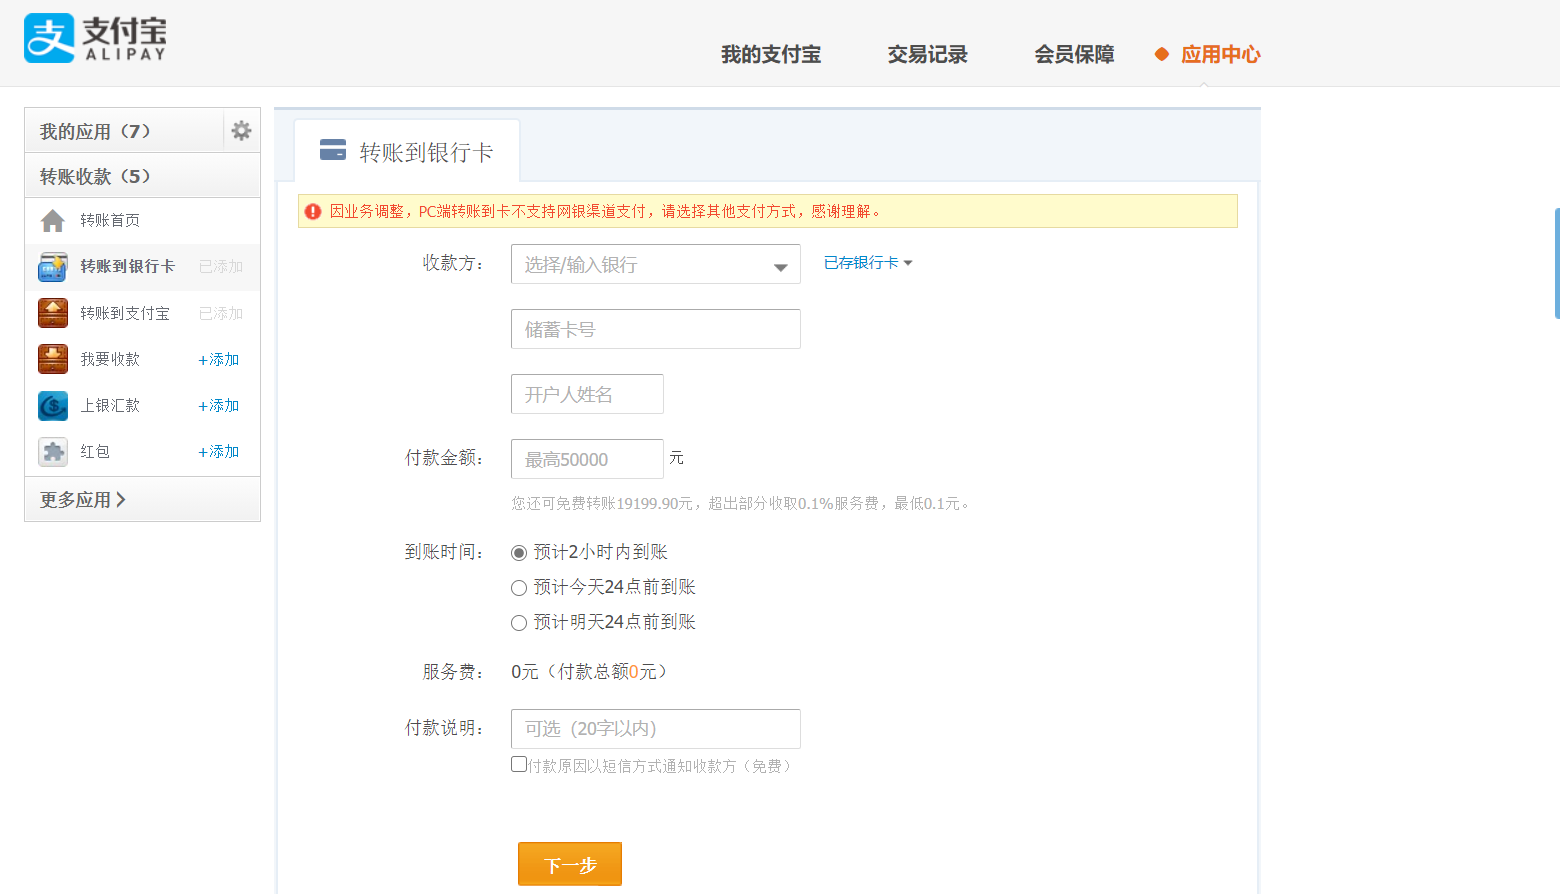 支付宝
ALIPAY
我的支付宝
交易记录
会员保障
应用中心
我的应用（7）
转账收款（5）
转账首页
转账到银行卡 已添加
转账到支付宝 已添加
我要收款 +添加
上银汇款 +添加
红包 +添加
更多应用
转账到银行卡
因业务调整，PC端转账到卡不支持网银渠道支付，请选择其他支付方式，感谢理解。
收款方： 选择/输入银行 已存银行卡
储蓄卡号
开户人姓名
付款金额： 最高50000 元
您还可免费转账19199.90元，超出部分收取0.1%服务费，最低0.1元。
到账时间： 预计2小时内到账
预计今天24点前到账
预计明天24点前到账
服务费： 0元（付款总额0元）
付款说明： 可选（20字以内）
付款原因以短信方式通知收款方（免费）
下一步